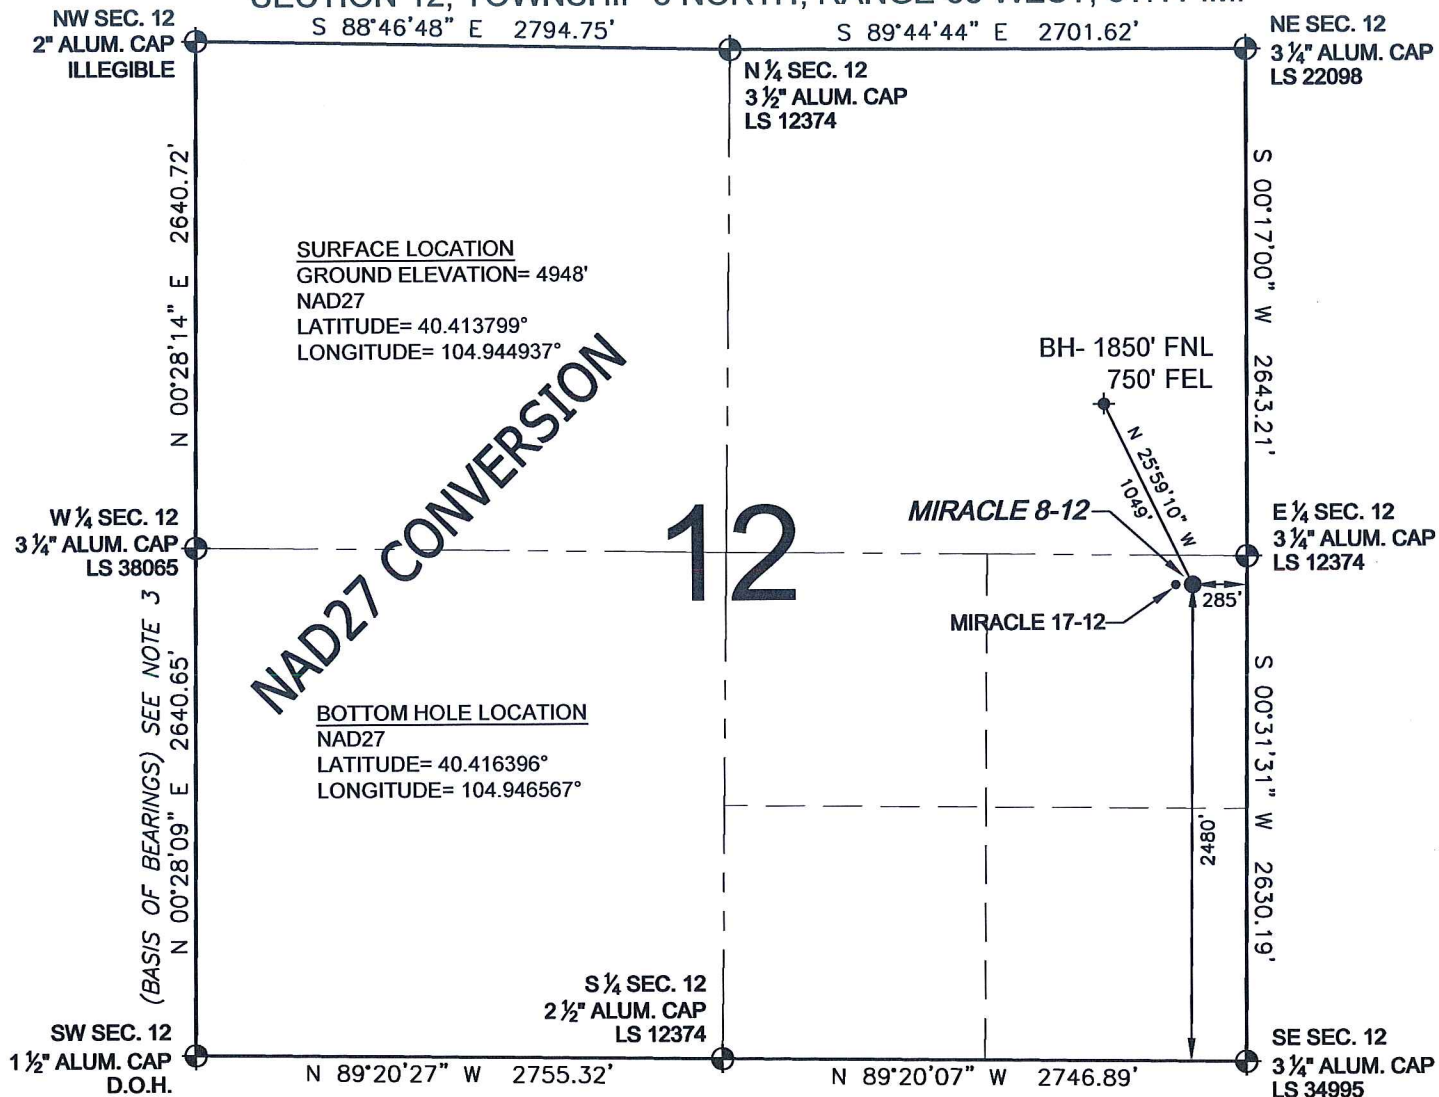 NW SEC. 12
2" ALUM. CAP
ILLEGIBLE
S 88°46'48" E 2794.75'
S 89°44'44" E 2701.62'
NE SEC. 12
3 ¼" ALUM. CAP
LS 22098
N ¼ SEC. 12
3 ½" ALUM. CAP
LS 12374
N 00°28'14" E 2640.72'
S 00°17'00" W 2643.21'
SURFACE LOCATION
GROUND ELEVATION= 4948'
NAD27
LATITUDE= 40.413799°
LONGITUDE= 104.944937°
NAD27 CONVERSION
BH- 1850' FNL
750' FEL
N 25°59'10" W
1049'
W ¼ SEC. 12
3 ¼" ALUM. CAP
LS 38065
12
MIRACLE 8-12
E ¼ SEC. 12
3 ¼" ALUM. CAP
LS 12374
285'
MIRACLE 17-12
(BASIS OF BEARINGS) SEE NOTE 3
N 00°28'09" E 2640.65'
BOTTOM HOLE LOCATION
NAD27
LATITUDE= 40.416396°
LONGITUDE= 104.946567°
S 00°31'31" W 2630.19'
2480'
S ¼ SEC. 12
2 ½" ALUM. CAP
LS 12374
SW SEC. 12
1 ½" ALUM. CAP
D.O.H.
N 89°20'27" W 2755.32'
N 89°20'07" W 2746.89'
SE SEC. 12
3 ¼" ALUM. CAP
LS 34995